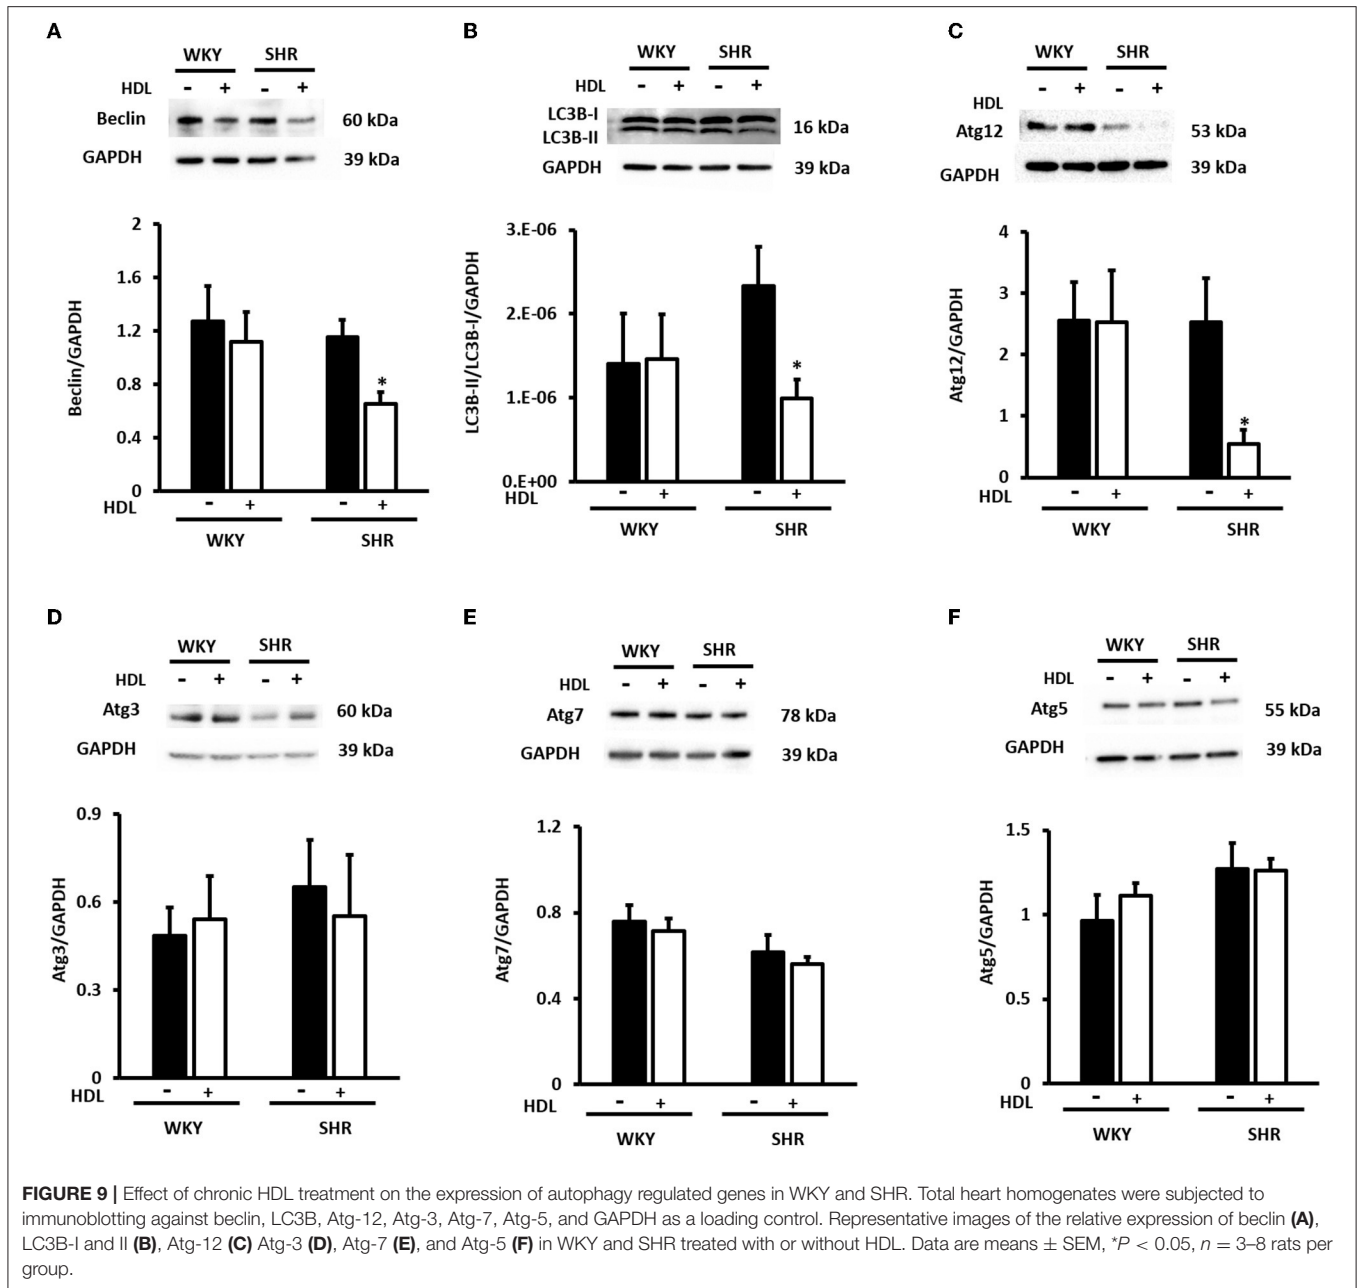 A
WKY SHR
HDL - + - +
Beclin 60 kDa
GAPDH 39 kDa
2
1.6
1.2
0.8
0.4
0
Beclin/GAPDH
*
HDL - + - +
WKY SHR
B
WKY SHR
HDL - + - +
LC3B-I
LC3B-II 16 kDa
GAPDH 39 kDa
3.E-06
2.E-06
1.E-06
0.E+00
LC3B-II/LC3B-I/GAPDH
*
HDL - + - +
WKY SHR
C
WKY SHR
HDL - + - +
Atg12 53 kDa
GAPDH 39 kDa
4
3
2
1
0
Atg12/GAPDH
*
HDL - + - +
WKY SHR
D
WKY SHR
HDL - + - +
Atg3 60 kDa
GAPDH 39 kDa
0.9
0.6
0.3
0
Atg3/GAPDH
HDL - + - +
WKY SHR
E
WKY SHR
HDL - + - +
Atg7 78 kDa
GAPDH 39 kDa
1.2
0.8
0.4
0
Atg7/GAPDH
HDL - + - +
WKY SHR
F
WKY SHR
HDL - + - +
Atg5 55 kDa
GAPDH 39 kDa
1.5
1
0.5
0
Atg5/GAPDH
HDL - + - +
WKY SHR
FIGURE 9 | Effect of chronic HDL treatment on the expression of autophagy regulated genes in WKY and SHR. Total heart homogenates were subjected to
immunoblotting against beclin, LC3B, Atg-12, Atg-3, Atg-7, Atg-5, and GAPDH as a loading control. Representative images of the relative expression of beclin (A),
LC3B-I and II (B), Atg-12 (C) Atg-3 (D), Atg-7 (E), and Atg-5 (F) in WKY and SHR treated with or without HDL. Data are means ± SEM, *P < 0.05, n = 3–8 rats per
group.